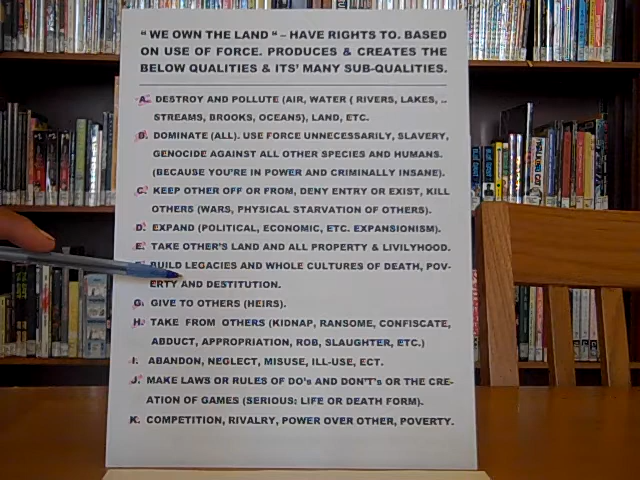 “ WE OWN THE LAND “ – HAVE RIGHTS TO. BASED
ON USE OF FORCE. PRODUCES & CREATES THE
BELOW QUALITIES & ITS’ MANY SUB-QUALITIES.
A. DESTROY AND POLLUTE (AIR, WATER ( RIVERS, LAKES, ..
STREAMS, BROOKS, OCEANS), LAND, ETC.
B. DOMINATE (ALL). USE FORCE UNNECESSARILY, SLAVERY,
GENOCIDE AGAINST ALL OTHER SPECIES AND HUMANS.
(BECAUSE YOU’RE IN POWER AND CRIMINALLY INSANE).
C. KEEP OTHER OFF OR FROM, DENY ENTRY OR EXIST, KILL
OTHERS (WARS, PHYSICAL STARVATION OF OTHERS).
D. EXPAND (POLITICAL, ECONOMIC, ETC. EXPANSIONISM).
E. TAKE OTHER’S LAND AND ALL PROPERTY & LIVILYHOOD.
BUILD LEGACIES AND WHOLE CULTURES OF DEATH, POV-
ERTY AND DESTITUTION.
G. GIVE TO OTHERS (HEIRS).
H. TAKE FROM OTHERS (KIDNAP, RANSOME, CONFISCATE,
ABDUCT, APPROPRIATION, ROB, SLAUGHTER, ETC.)
I. ABANDON, NEGLECT, MISUSE, ILL-USE, ECT.
J. MAKE LAWS OR RULES OF DO’s AND DON’T’s OR THE CRE-
ATION OF GAMES (SERIOUS: LIFE OR DEATH FORM).
K. COMPETITION, RIVALRY, POWER OVER OTHER, POVERTY.